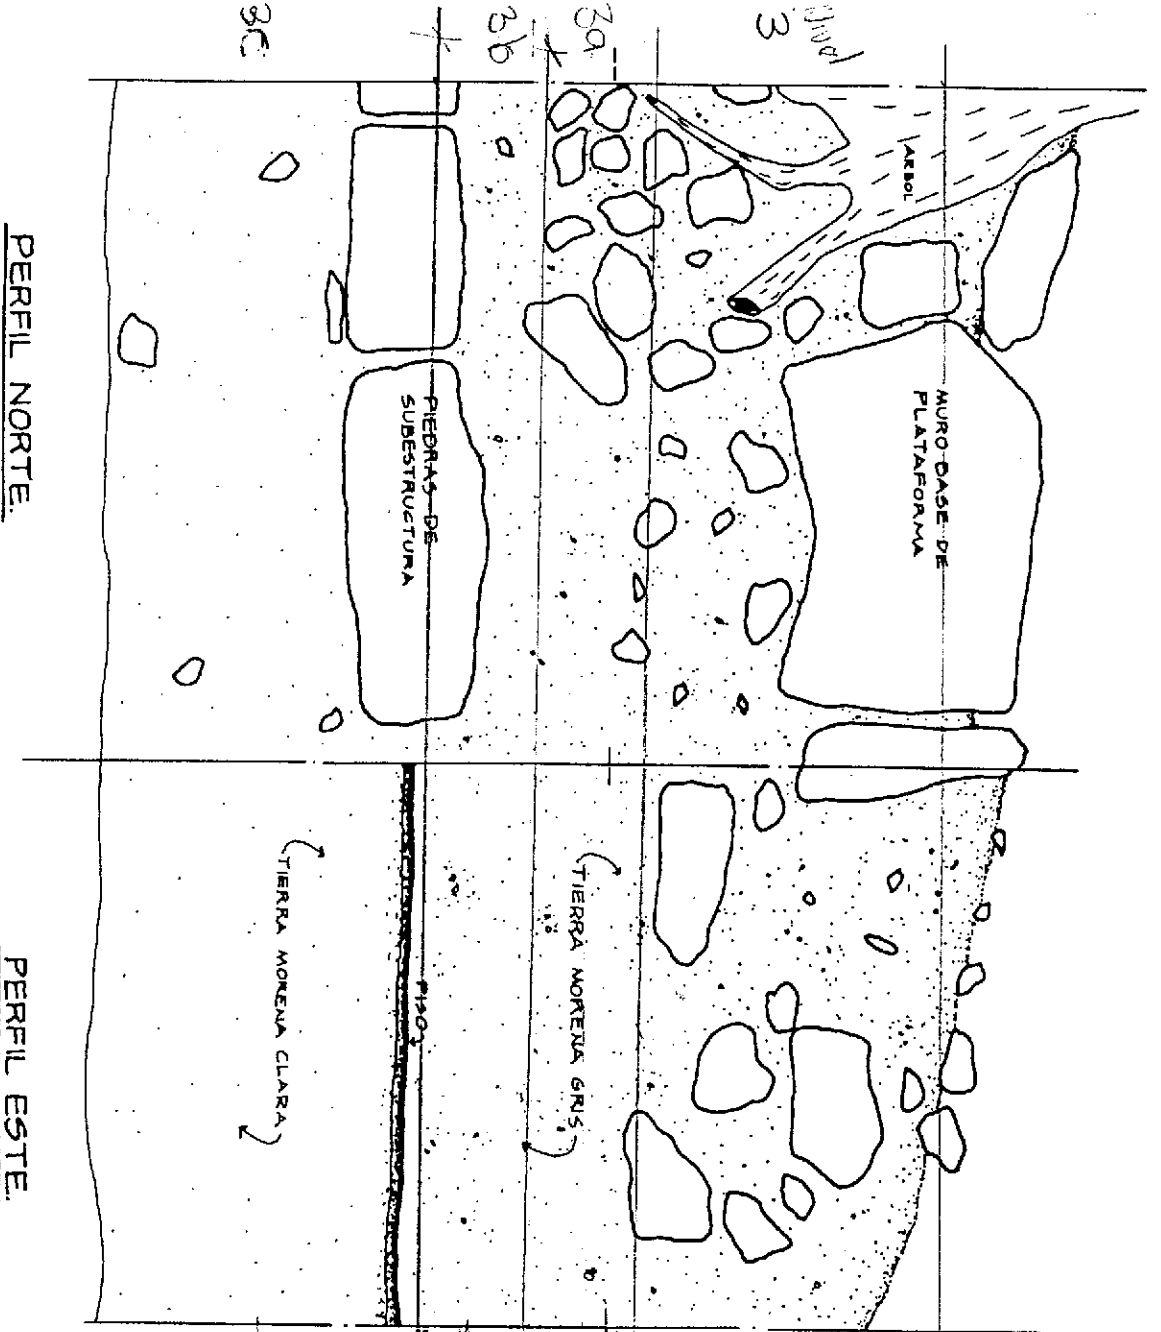 Nivel
3
3a
3b
3c
ARBOL
MURO BASE DE
PLATAFORMA
PIEDRAS DE
SUBESTRUCTURA
TIERRA MORENA GRIS
PISO
TIERRA MORENA CLARA
PERFIL NORTE.
PERFIL ESTE.